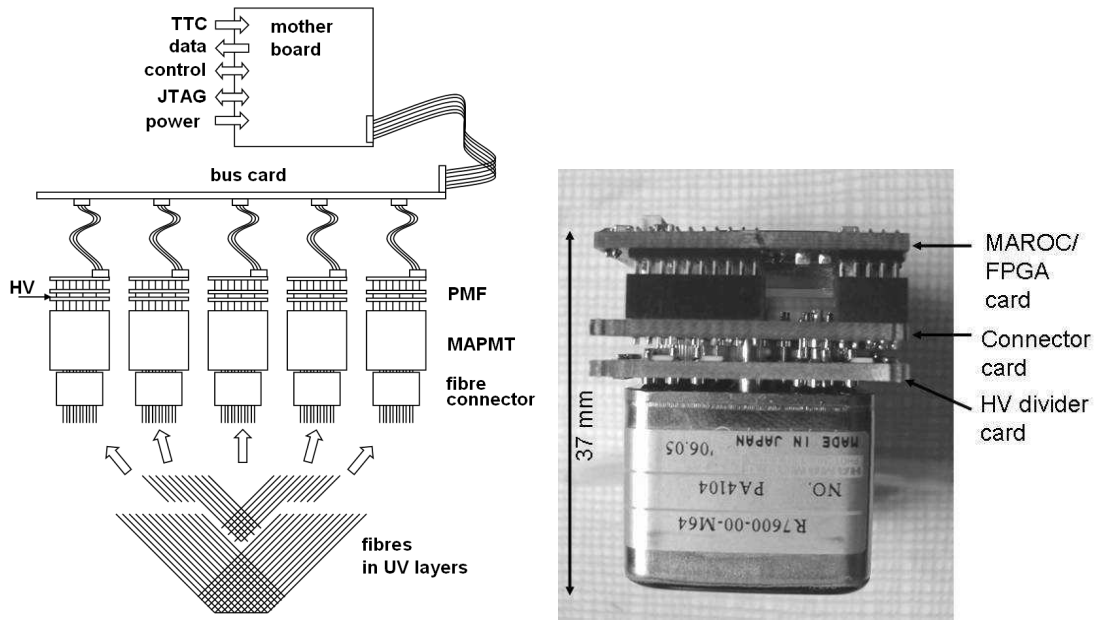 TTC
data
control
JTAG
power
mother
board
bus card
HV
PMF
MAPMT
fibre
connector
fibres
in UV layers
37 mm
MAROC/
FPGA
card
Connector
card
HV divider
card
MADE IN JAPAN '06.05
NO. PA4104
R7600-00-M64